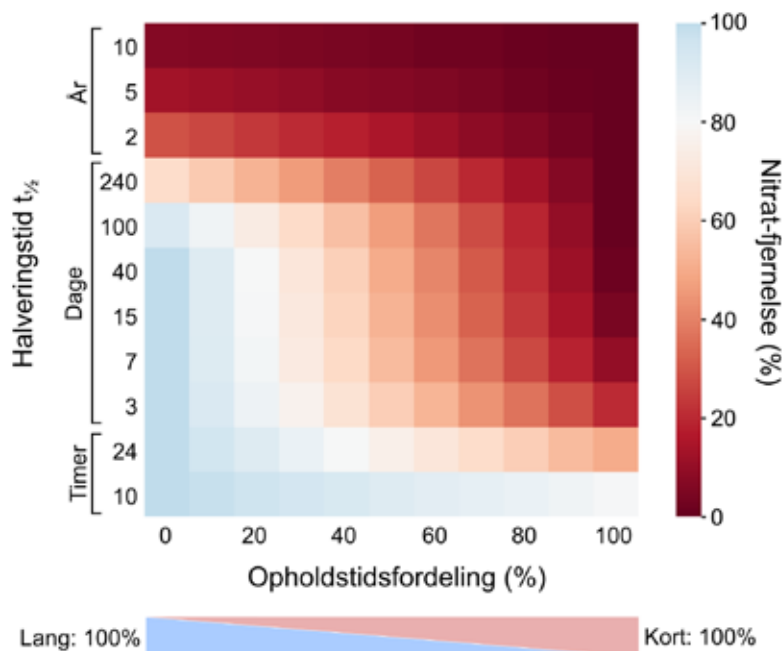 År
Dage
Timer
Halveringstid t½
10
5
2
240
100
40
15
7
3
24
10
0 20 40 60 80 100
Opholdstidsfordeling (%)
100
80
60
40
20
0
Nitrat-fjernelse (%)
Lang: 100%
Kort: 100%